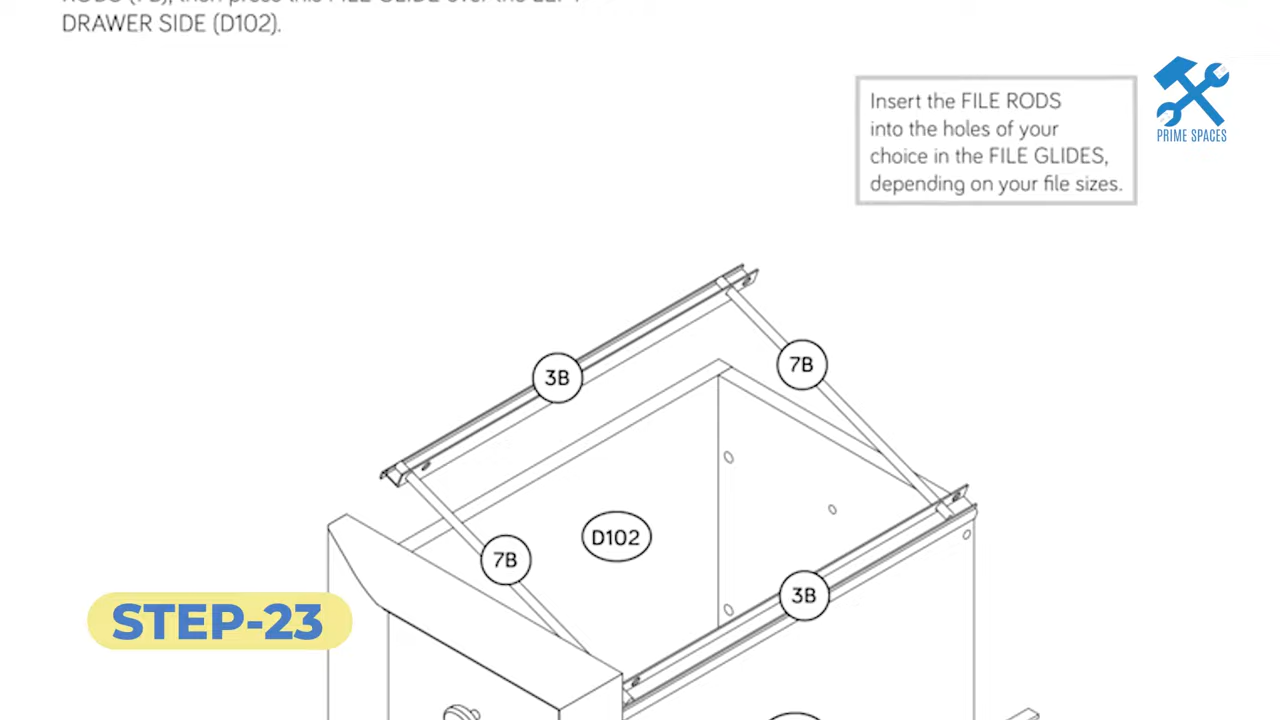 DRAWER SIDE (D102).
Insert the FILE RODS
into the holes of your
choice in the FILE GLIDES,
depending on your file sizes.
PRIME SPACES
3B
7B
D102
7B
3B
STEP-23